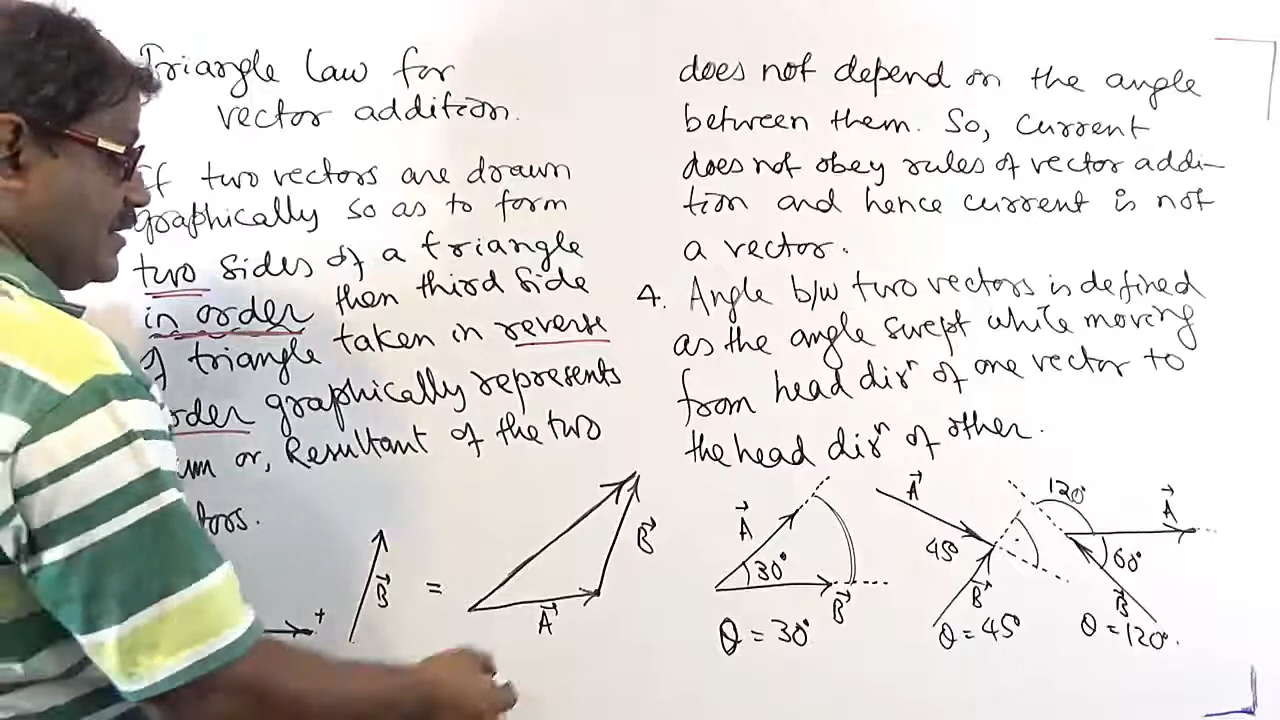 Triangle law for
vector addition.
If two vectors are drawn
graphically so as to form
two sides of a triangle
in order then third side
of triangle taken in reverse
order graphically represents
or, Resultant of the two
+ B⃗ = A⃗ B⃗
does not depend on the angle
between them. So, current
does not obey rules of vector addi-
tion and hence current is not
a vector.
4. Angle b/w two vectors is defined
as the angle swept while moving
from head dirⁿ of one vector to
the head dirⁿ of other.
A⃗ 30° B⃗
θ = 30°
A⃗ 45° B⃗
θ = 45°
120° A⃗ 60° B⃗
θ = 120°.